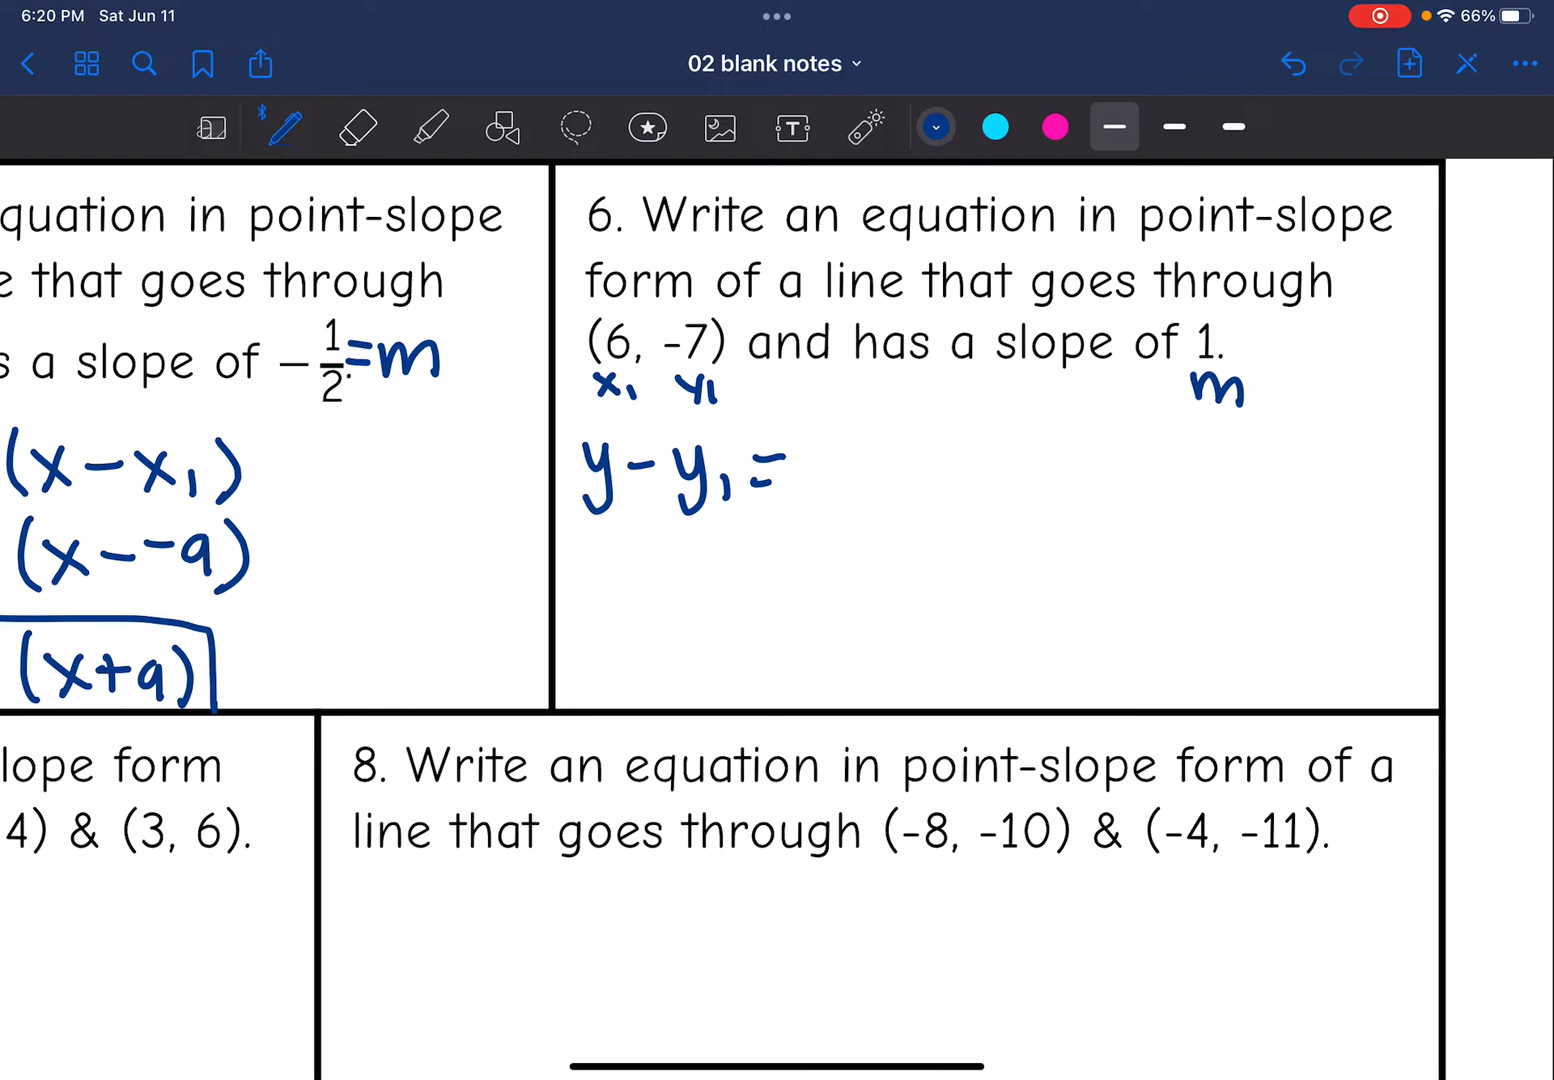 6:20 PM Sat Jun 11
66%
02 blank notes
T
quation in point-slope
e that goes through
s a slope of -1/2. = m
(x - x₁)
(x - -9)
(x+9)
6. Write an equation in point-slope
form of a line that goes through
(6, -7) and has a slope of 1.
x₁ y₁ m
y - y₁ =
lope form
4) & (3, 6).
8. Write an equation in point-slope form of a
line that goes through (-8, -10) & (-4, -11).